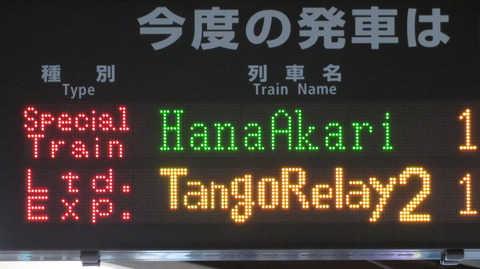 今度の発車は
種別 列車名
Type Train Name
Special Train HanaAkari 1
Ltd. Exp. TangoRelay2 1